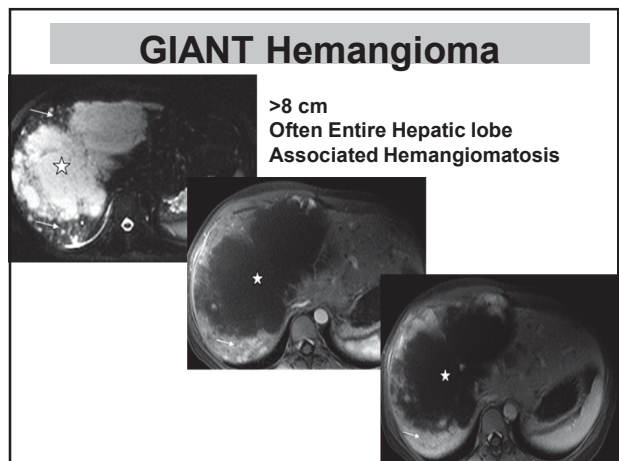 GIANT Hemangioma
>8 cm
Often Entire Hepatic lobe
Associated Hemangiomatosis